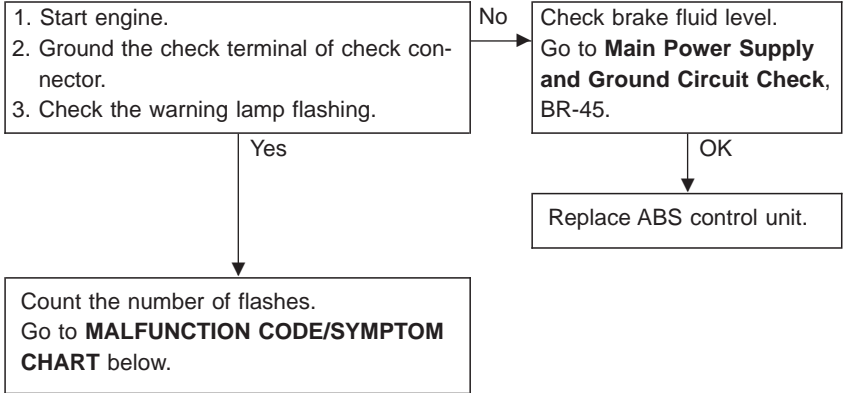 1. Start engine.
2. Ground the check terminal of check con-
nector.
3. Check the warning lamp flashing.
No
Check brake fluid level.
Go to Main Power Supply
and Ground Circuit Check,
BR-45.
Yes
OK
Replace ABS control unit.
Count the number of flashes.
Go to MALFUNCTION CODE/SYMPTOM
CHART below.